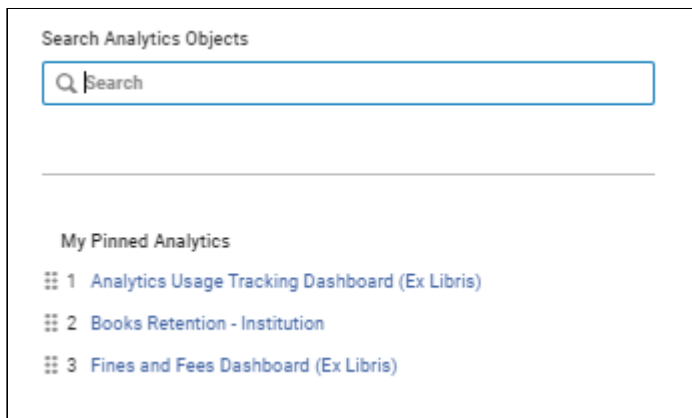 Search Analytics Objects
Search
My Pinned Analytics
1 Analytics Usage Tracking Dashboard (Ex Libris)
2 Books Retention - Institution
3 Fines and Fees Dashboard (Ex Libris)